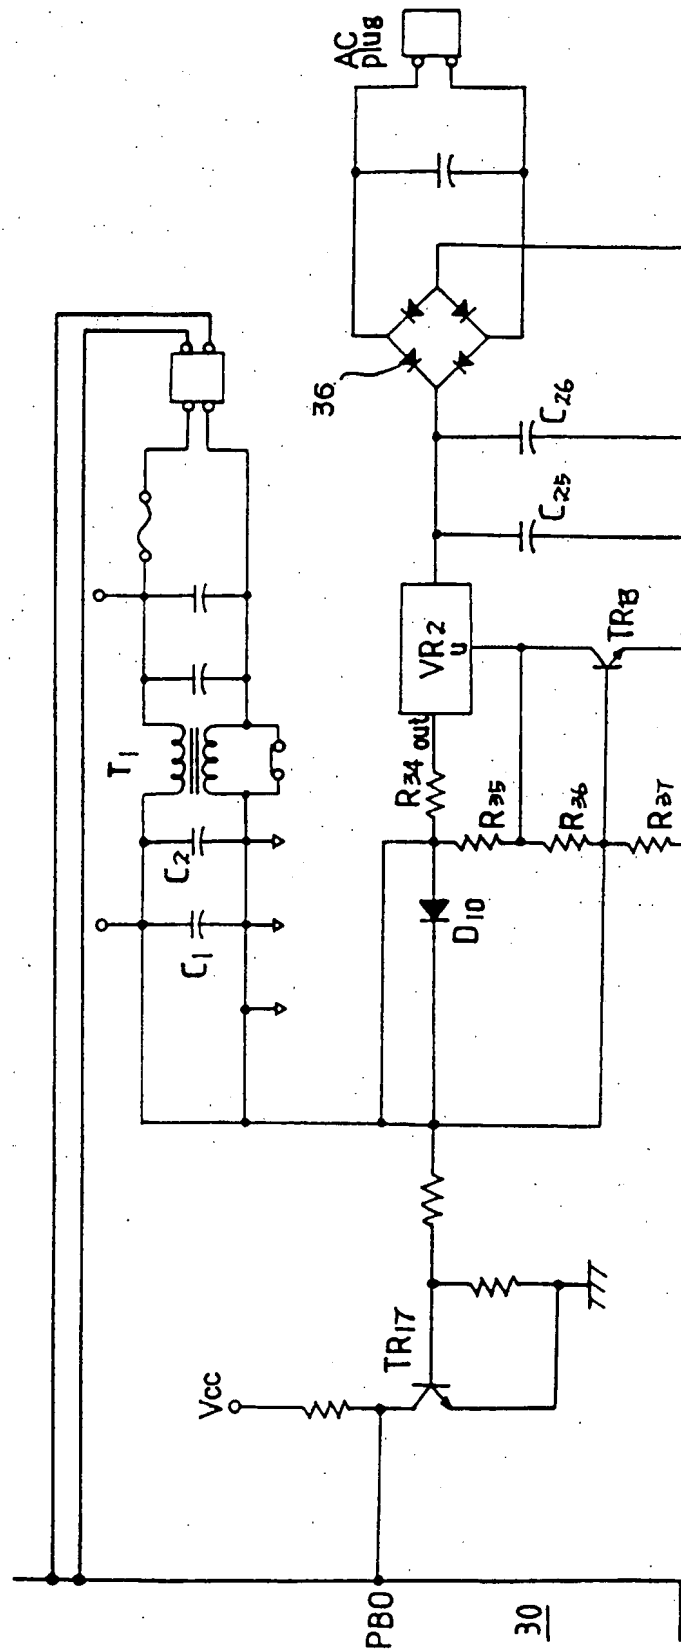 AC
plug
36
C26
C25
T1
VR2
u
out
TR13
R34
R35
R36
R37
C2
C1
D10
TR17
Vcc
PB0
30